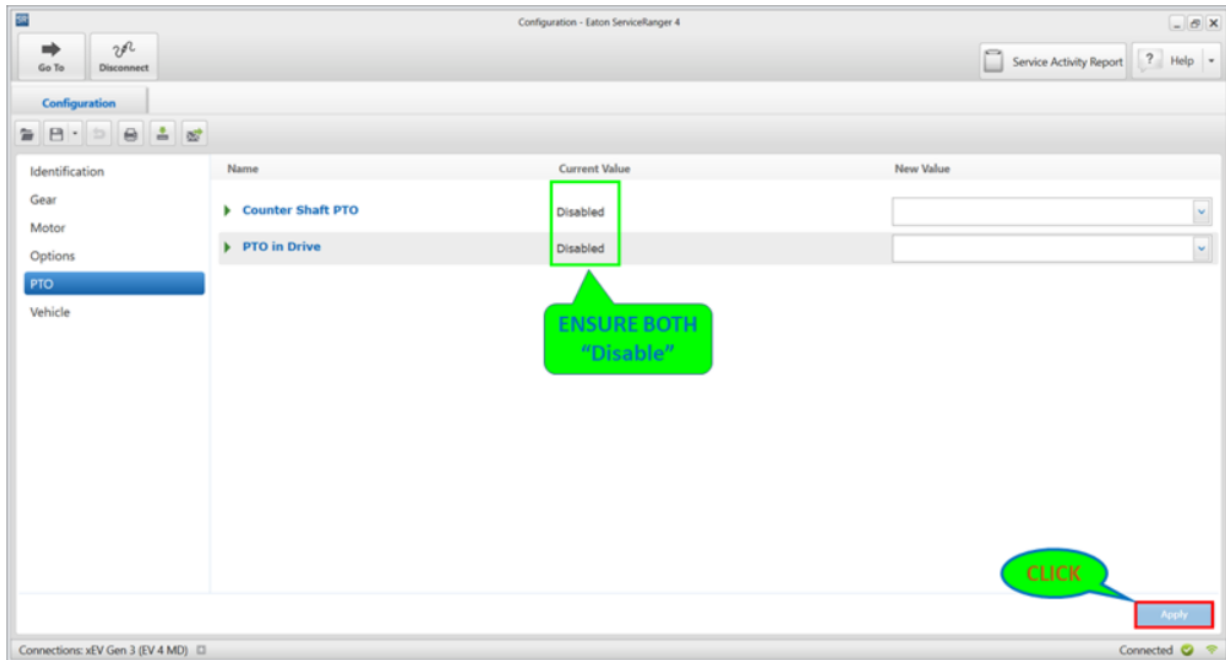 SR
Configuration - Eaton ServiceRanger 4
Go To
Disconnect
Service Activity Report
? Help
Configuration
Identification
Gear
Motor
Options
PTO
Vehicle
Name Current Value New Value
Counter Shaft PTO Disabled
PTO in Drive Disabled
ENSURE BOTH
“Disable”
CLICK
Apply
Connections: xEV Gen 3 (EV 4 MD)
Connected